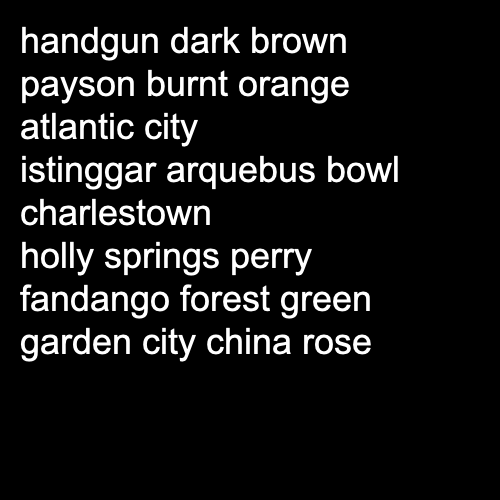 handgun dark brown
payson burnt orange
atlantic city
istinggar arquebus bowl
charlestown
holly springs perry
fandango forest green
garden city china rose